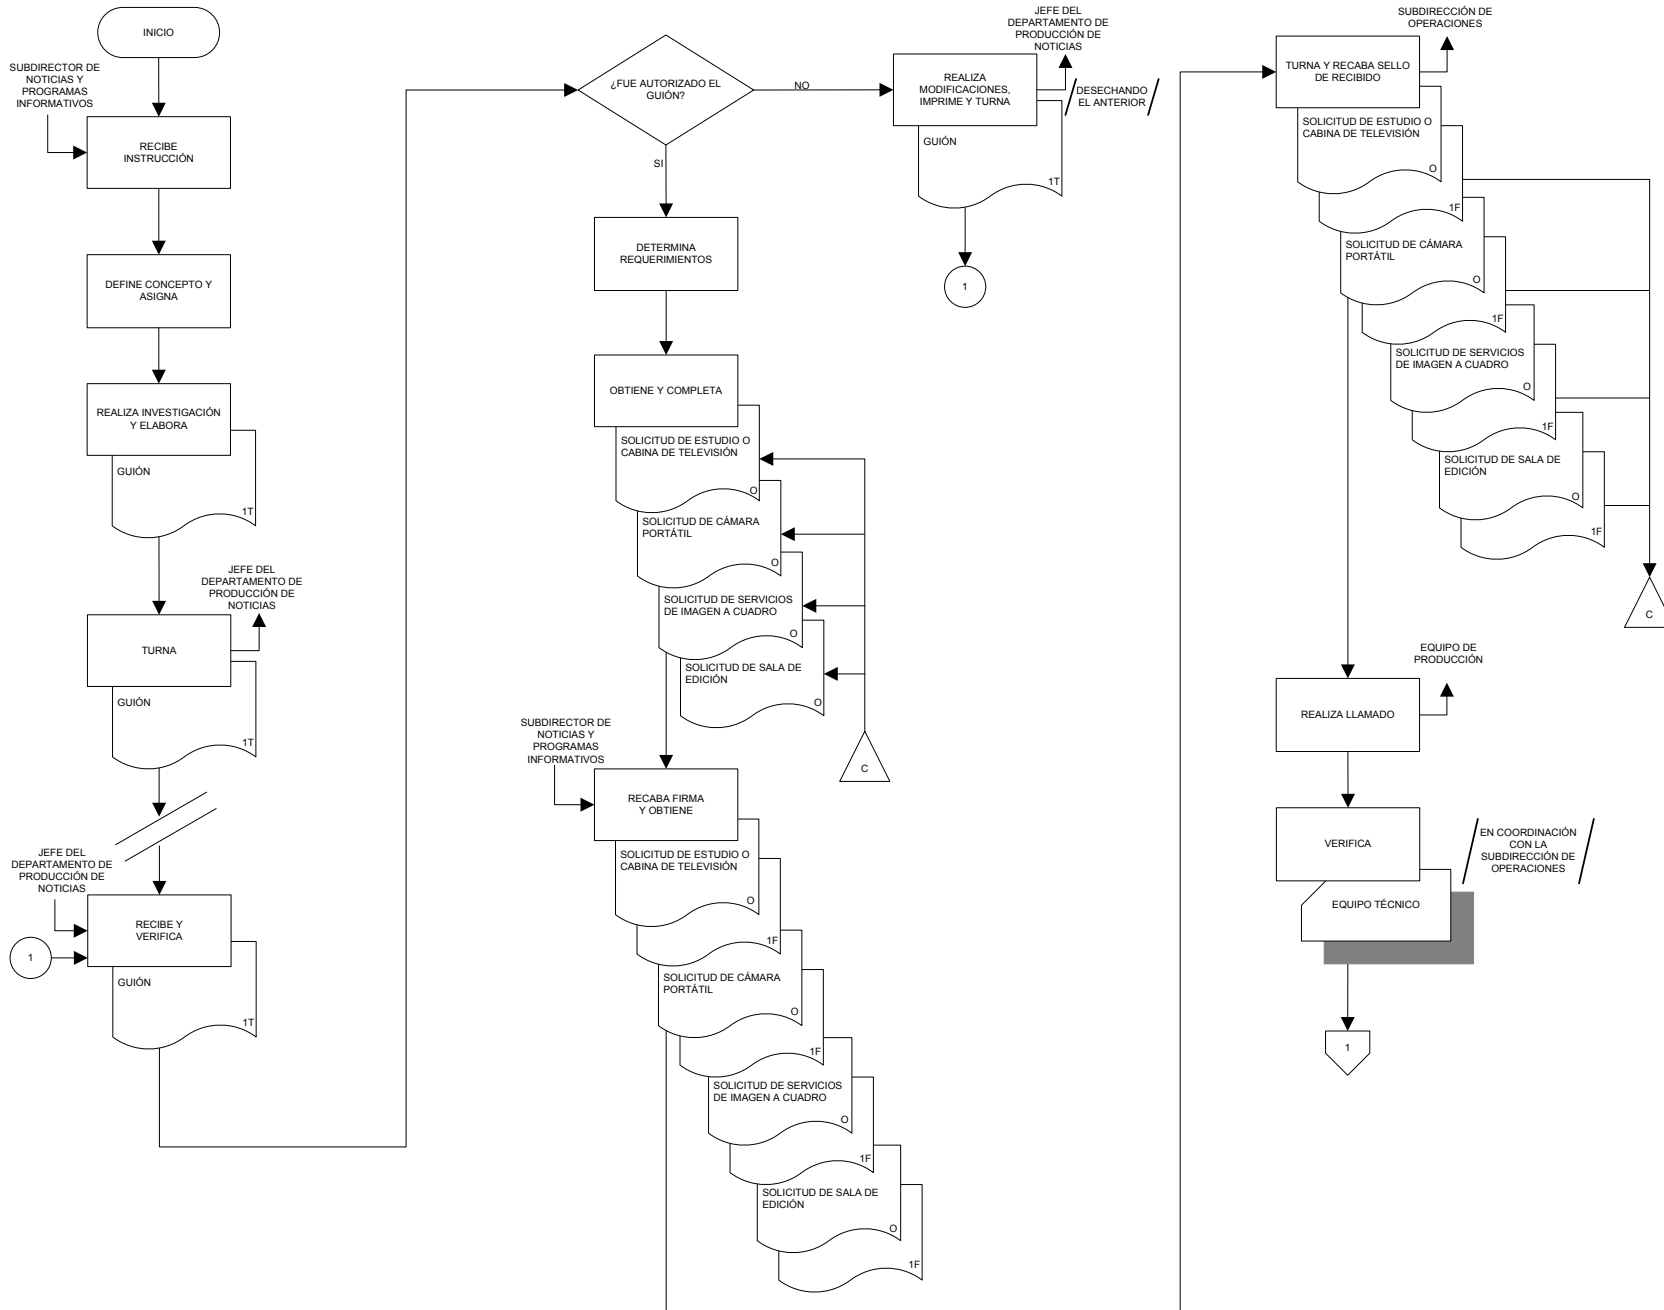 INICIO
SUBDIRECTOR DE
NOTICIAS Y
PROGRAMAS
INFORMATIVOS
RECIBE
INSTRUCCIÓN
DEFINE CONCEPTO Y
ASIGNA
REALIZA INVESTIGACIÓN
Y ELABORA
GUIÓN
1T
JEFE DEL
DEPARTAMENTO DE
PRODUCCIÓN DE
NOTICIAS
TURNA
GUIÓN
1T
JEFE DEL
DEPARTAMENTO DE
PRODUCCIÓN DE
NOTICIAS
RECIBE Y
VERIFICA
1
GUIÓN
1T
¿FUE AUTORIZADO EL
GUIÓN?
NO
SI
JEFE DEL
DEPARTAMENTO DE
PRODUCCIÓN DE
NOTICIAS
REALIZA
MODIFICACIONES,
IMPRIME Y TURNA
DESECHANDO
EL ANTERIOR
GUIÓN
1T
1
DETERMINA
REQUERIMIENTOS
OBTIENE Y COMPLETA
SOLICITUD DE ESTUDIO O
CABINA DE TELEVISIÓN
O
SOLICITUD DE CÁMARA
PORTÁTIL
O
SOLICITUD DE SERVICIOS
DE IMAGEN A CUADRO
O
SOLICITUD DE SALA DE
EDICIÓN
O
C
SUBDIRECTOR DE
NOTICIAS Y
PROGRAMAS
INFORMATIVOS
RECABA FIRMA
Y OBTIENE
SOLICITUD DE ESTUDIO O
CABINA DE TELEVISIÓN
O
1F
SOLICITUD DE CÁMARA
PORTÁTIL
O
1F
SOLICITUD DE SERVICIOS
DE IMAGEN A CUADRO
O
1F
SOLICITUD DE SALA DE
EDICIÓN
O
1F
SUBDIRECCIÓN DE
OPERACIONES
TURNA Y RECABA SELLO
DE RECIBIDO
SOLICITUD DE ESTUDIO O
CABINA DE TELEVISIÓN
O
1F
SOLICITUD DE CÁMARA
PORTÁTIL
O
1F
SOLICITUD DE SERVICIOS
DE IMAGEN A CUADRO
O
1F
SOLICITUD DE SALA DE
EDICIÓN
O
1F
C
EQUIPO DE
PRODUCCIÓN
REALIZA LLAMADO
VERIFICA
EN COORDINACIÓN
CON LA
SUBDIRECCIÓN DE
OPERACIONES
EQUIPO TÉCNICO
1